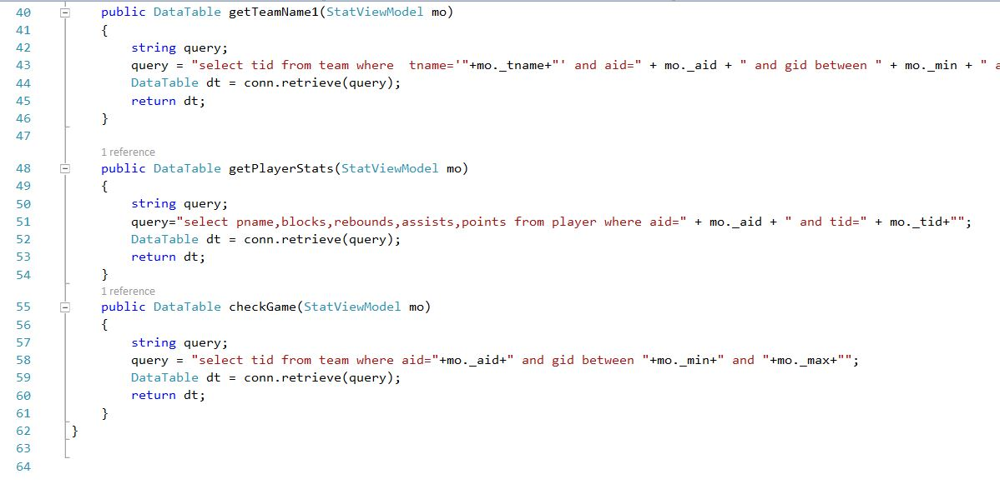 40 public DataTable getTeamName1(StatViewModel mo)
41 {
42 string query;
43 query = "select tid from team where  tname='"+mo._tname+"' and aid=" + mo._aid + " and gid between " + mo._min + " a
44 DataTable dt = conn.retrieve(query);
45 return dt;
46 }
47
1 reference
48 public DataTable getPlayerStats(StatViewModel mo)
49 {
50 string query;
51 query="select pname,blocks,rebounds,assists,points from player where aid=" + mo._aid + " and tid=" + mo._tid+"";
52 DataTable dt = conn.retrieve(query);
53 return dt;
54 }
1 reference
55 public DataTable checkGame(StatViewModel mo)
56 {
57 string query;
58 query = "select tid from team where aid="+mo._aid+" and gid between "+mo._min+" and "+mo._max+"";
59 DataTable dt = conn.retrieve(query);
60 return dt;
61 }
62 }
63
64